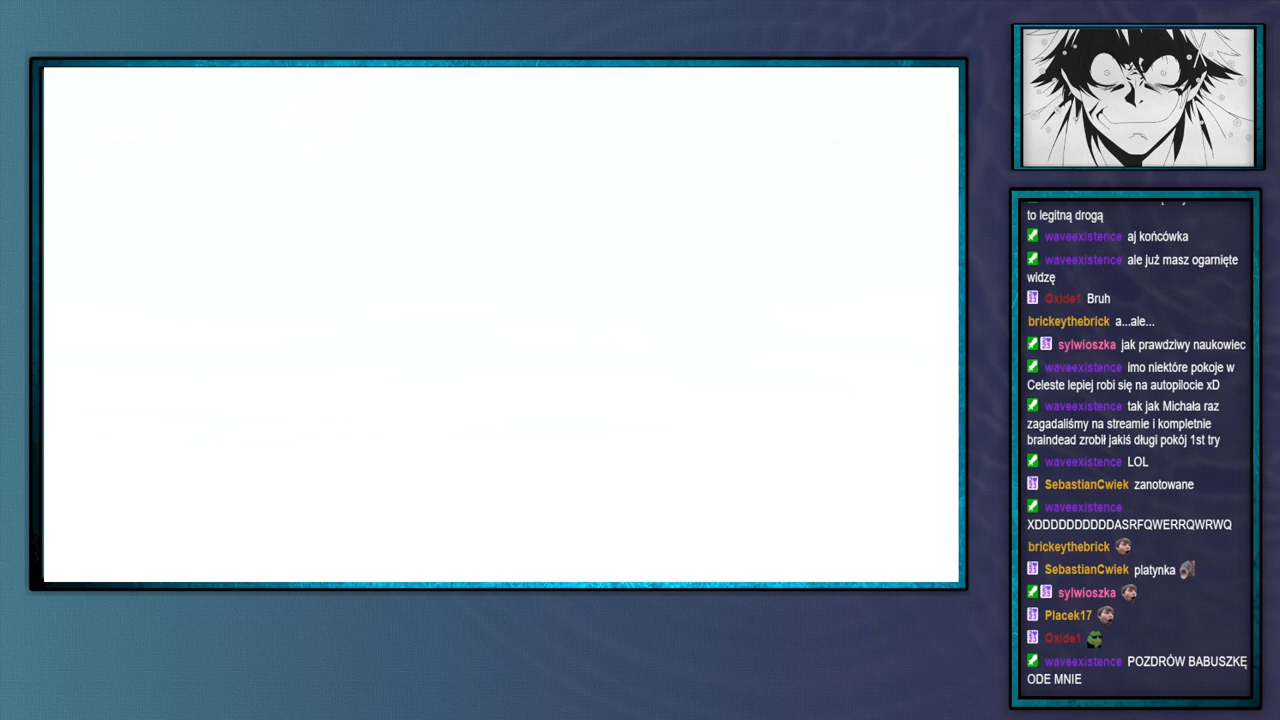 to legitną drogą
waveexistence aj końcówka
waveexistence ale już masz ogarnięte
widzę
Oxide1 Bruh
brickeythebrick a...ale...
sylwioszka jak prawdziwy naukowiec
waveexistence imo niektóre pokoje w
Celeste lepiej robi się na autopilocie xD
waveexistence tak jak Michała raz
zagadaliśmy na streamie i kompletnie
braindead zrobił jakiś długi pokój 1st try
waveexistence LOL
SebastianCwiek zanotowane
waveexistence
XDDDDDDDDDDASRFQWERRQWRWQ
brickeythebrick
SebastianCwiek platynka
sylwioszka
Placek17
Oxide1
waveexistence POZDRÓW BABUSZKĘ
ODE MNIE